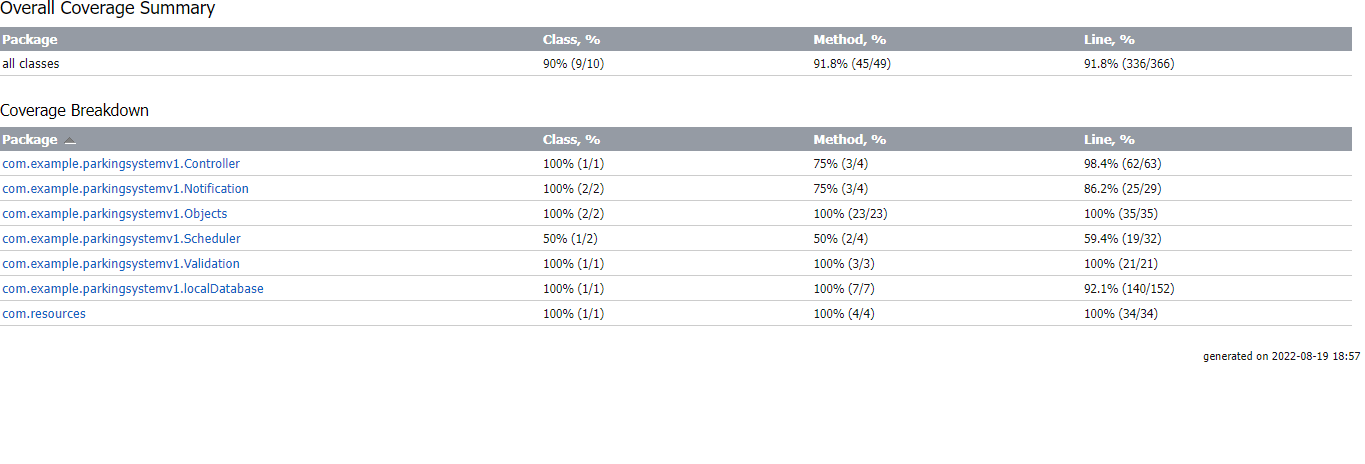 Overall Coverage Summary
Package Class, % Method, % Line, %
all classes 90% (9/10) 91.8% (45/49) 91.8% (336/366)
Coverage Breakdown
Package Class, % Method, % Line, %
com.example.parkingsystemv1.Controller 100% (1/1) 75% (3/4) 98.4% (62/63)
com.example.parkingsystemv1.Notification 100% (2/2) 75% (3/4) 86.2% (25/29)
com.example.parkingsystemv1.Objects 100% (2/2) 100% (23/23) 100% (35/35)
com.example.parkingsystemv1.Scheduler 50% (1/2) 50% (2/4) 59.4% (19/32)
com.example.parkingsystemv1.Validation 100% (1/1) 100% (3/3) 100% (21/21)
com.example.parkingsystemv1.localDatabase 100% (1/1) 100% (7/7) 92.1% (140/152)
com.resources 100% (1/1) 100% (4/4) 100% (34/34)
generated on 2022-08-19 18:57